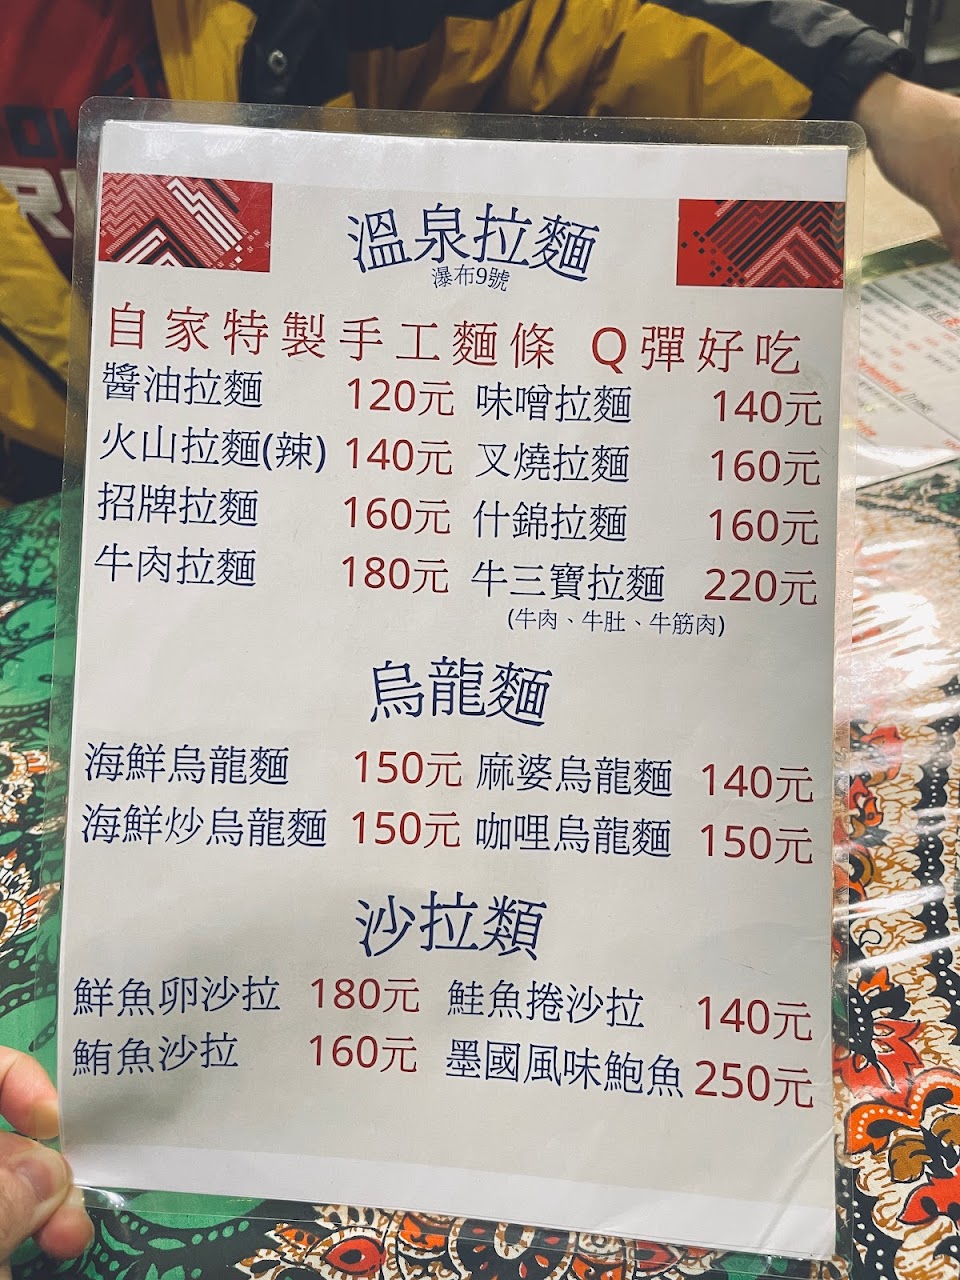 溫泉拉麵
瀑布9號
自家特製手工麵條 Q彈好吃
醬油拉麵 120元 味噌拉麵 140元
火山拉麵(辣) 140元 叉燒拉麵 160元
招牌拉麵 160元 什錦拉麵 160元
牛肉拉麵 180元 牛三寶拉麵 220元
(牛肉、牛肚、牛筋肉)
烏龍麵
海鮮烏龍麵 150元 麻婆烏龍麵 140元
海鮮炒烏龍麵 150元 咖哩烏龍麵 150元
沙拉類
鮮魚卵沙拉 180元 鮭魚捲沙拉 140元
鮪魚沙拉 160元 墨國風味鮑魚 250元